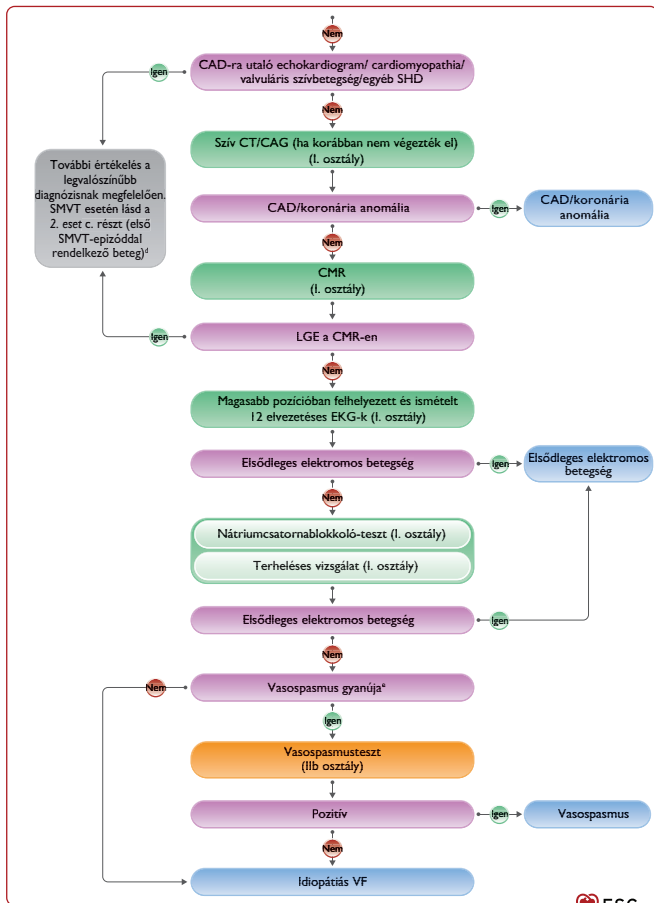 Nem
Igen
CAD-ra utaló echokardiogram/ cardiomyopathia/
valvuláris szívbetegség/egyéb SHD
Nem
Szív CT/CAG (ha korábban nem végezték el)
(I. osztály)
További értékelés a
legvalószínűbb
diagnózisnak megfelelően.
SMVT esetén lásd a
2. eset c. részt (első
SMVT-epizóddal
rendelkező beteg)d
CAD/koronária anomália
Igen
CAD/koronária
anomália
Nem
CMR
(I. osztály)
Igen
LGE a CMR-en
Nem
Magasabb pozícióban felhelyezett és ismételt
12 elvezetéses EKG-k (I. osztály)
Elsődleges elektromos betegség
Igen
Elsődleges elektromos
betegség
Nem
Nátriumcsatornablokkoló-teszt (I. osztály)
Terheléses vizsgálat (I. osztály)
Elsődleges elektromos betegség
Igen
Nem
Nem
Vasospasmus gyanújae
Igen
Vasospasmusteszt
(IIb osztály)
Pozitív
Igen
Vasospasmus
Nem
Idiopátiás VF
ESC